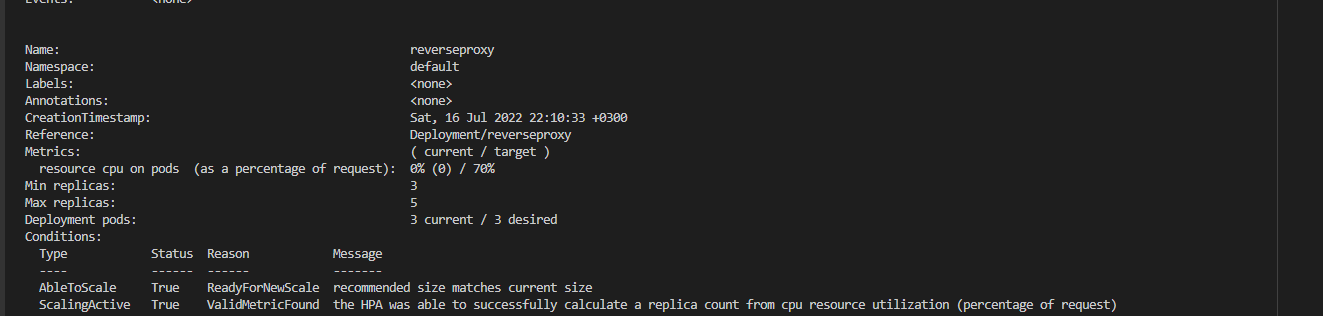 Events: <none>
Name: reverseproxy
Namespace: default
Labels: <none>
Annotations: <none>
CreationTimestamp: Sat, 16 Jul 2022 22:10:33 +0300
Reference: Deployment/reverseproxy
Metrics: ( current / target )
resource cpu on pods (as a percentage of request): 0% (0) / 70%
Min replicas: 3
Max replicas: 5
Deployment pods: 3 current / 3 desired
Conditions:
Type Status Reason Message
---- ------ ------ -------
AbleToScale True ReadyForNewScale recommended size matches current size
ScalingActive True ValidMetricFound the HPA was able to successfully calculate a replica count from cpu resource utilization (percentage of request)